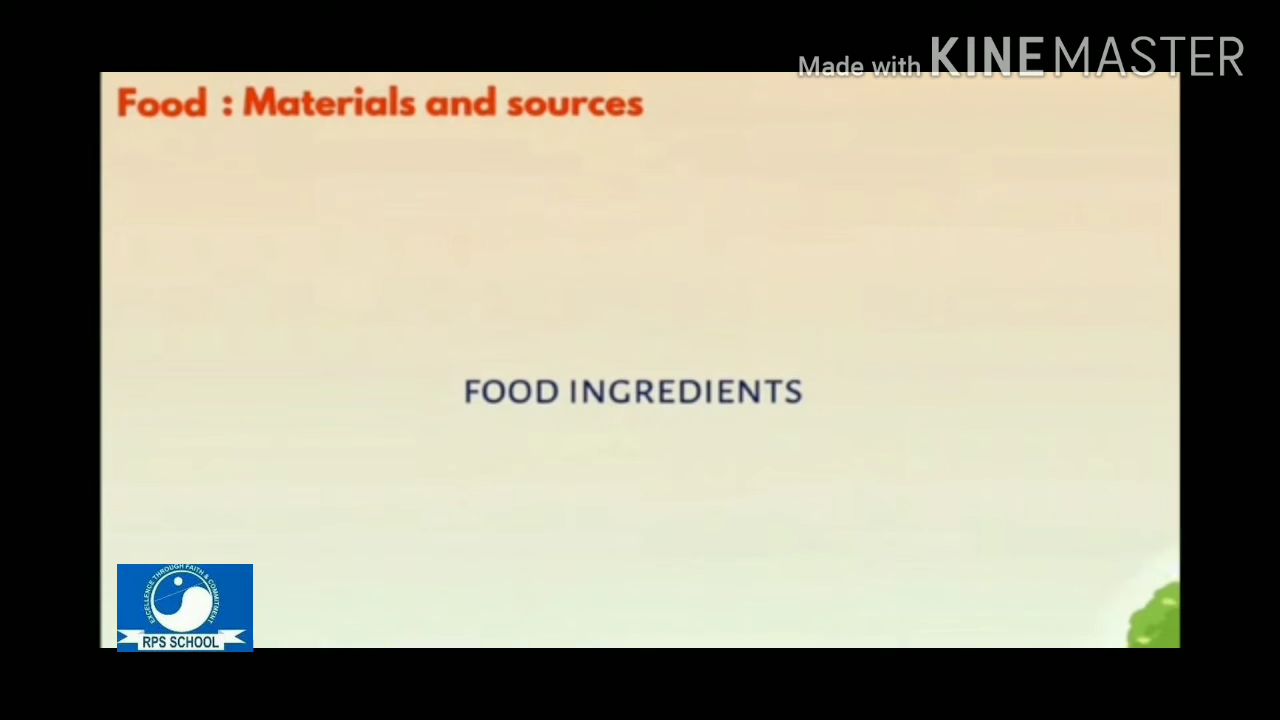 Made with KINEMASTER
Food : Materials and sources
FOOD INGREDIENTS
EXCELLENCE THROUGH FAITH & COMMITMENT
RPS SCHOOL